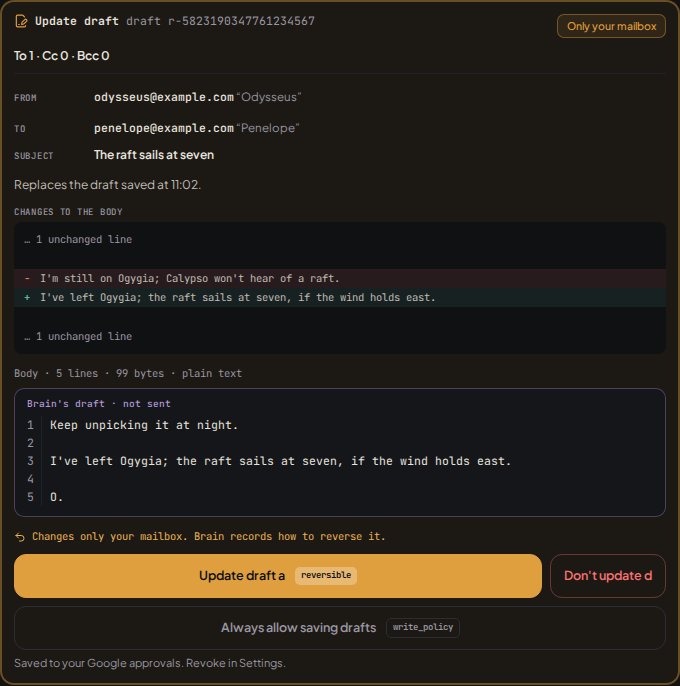 Update draft draft r-5823190347761234567
Only your mailbox
To 1 · Cc 0 · Bcc 0
FROM odysseus@example.com “Odysseus”
TO penelope@example.com “Penelope”
SUBJECT The raft sails at seven
Replaces the draft saved at 11:02.
CHANGES TO THE BODY
… 1 unchanged line
- I'm still on Ogygia; Calypso won't hear of a raft.
+ I've left Ogygia; the raft sails at seven, if the wind holds east.
… 1 unchanged line
Body · 5 lines · 99 bytes · plain text
Brain's draft · not sent
1 Keep unpicking it at night.
2
3 I've left Ogygia; the raft sails at seven, if the wind holds east.
4
5 O.
Changes only your mailbox. Brain records how to reverse it.
Update draft a reversible
Don't update d
Always allow saving drafts write_policy
Saved to your Google approvals. Revoke in Settings.